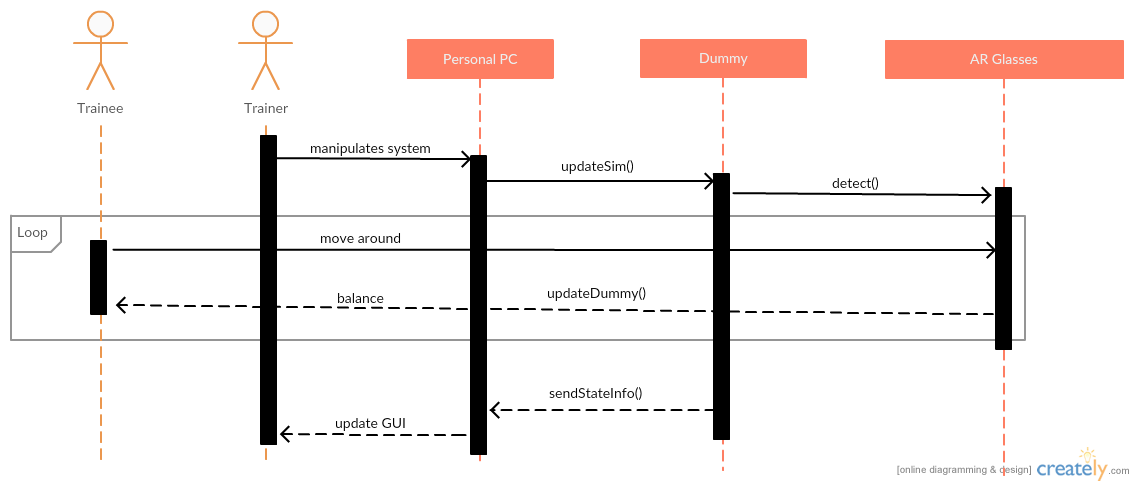 Trainee
Trainer
Personal PC
Dummy
AR Glasses
manipulates system
updateSim()
detect()
Loop
move around
balance
updateDummy()
sendStateInfo()
update GUI
[online diagramming & design] creately.com